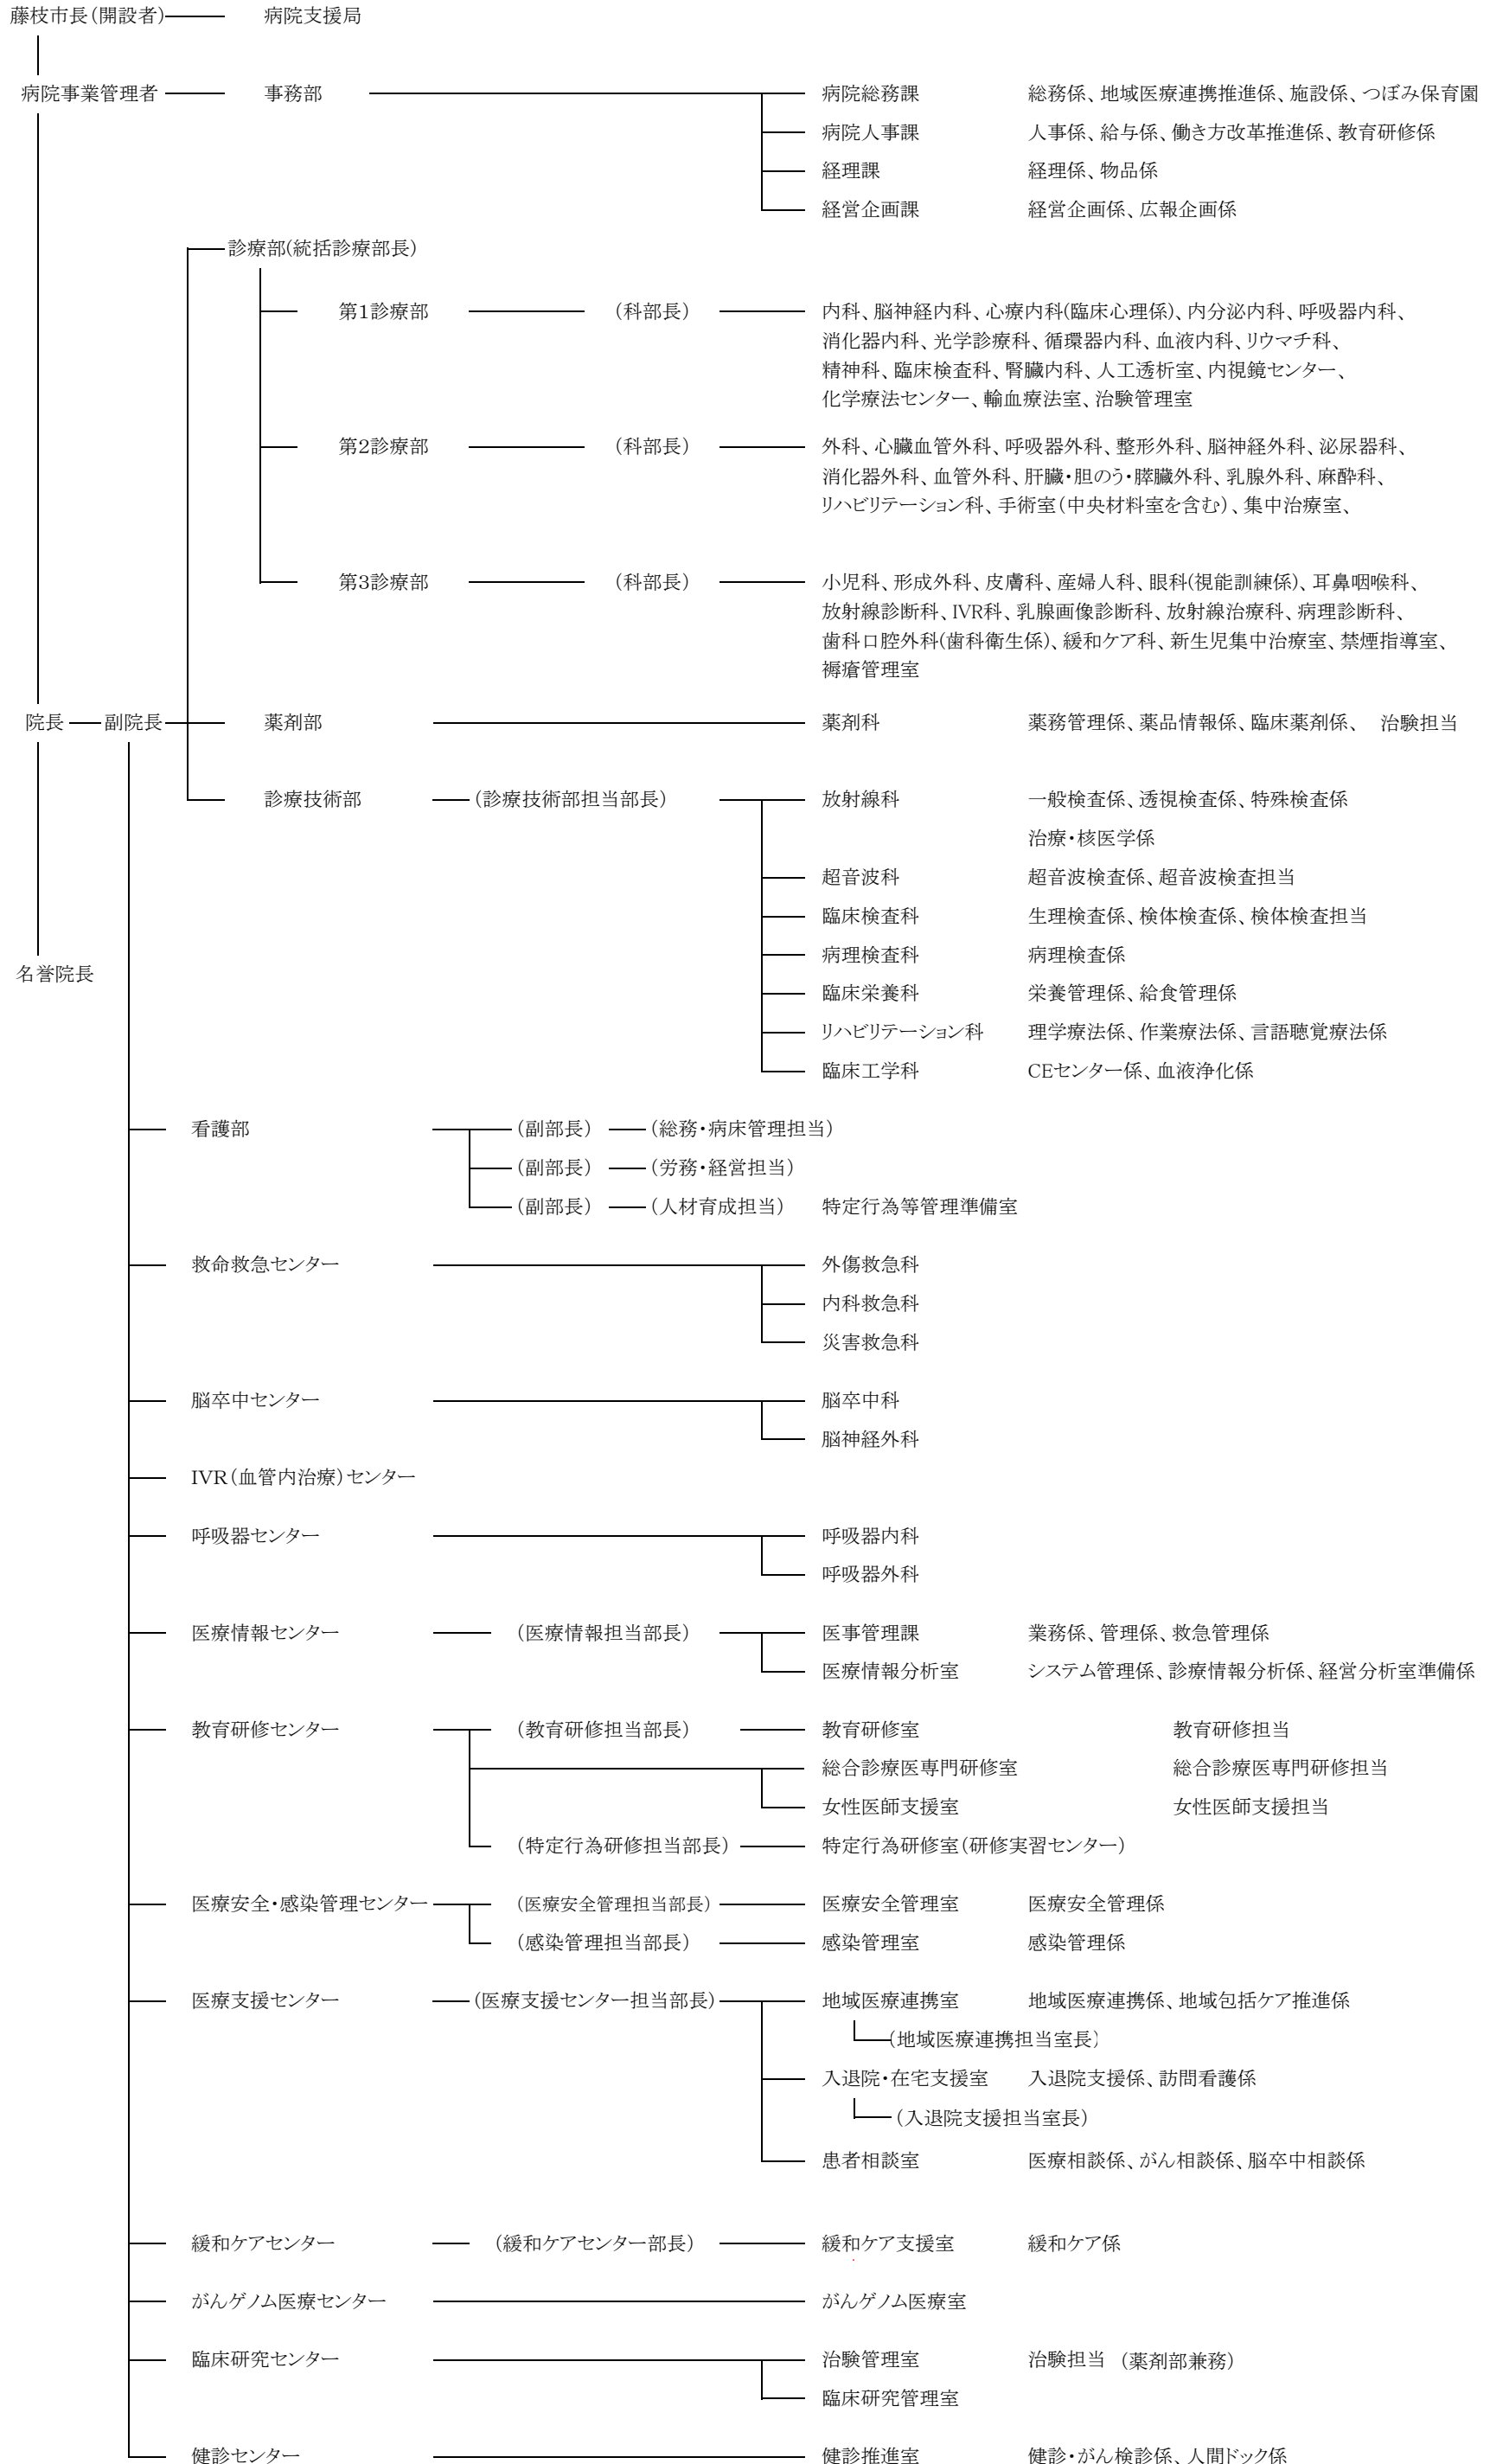 藤枝市長（開設者） 病院支援局
病院事業管理者 事務部 病院総務課 総務係、地域医療連携推進係、施設係、つぼみ保育園
病院人事課 人事係、給与係、働き方改革推進係、教育研修係
経理課 経理係、物品係
経営企画課 経営企画係、広報企画係
診療部(統括診療部長)
第1診療部 （科部長） 内科、脳神経内科、心療内科(臨床心理係)、内分泌内科、呼吸器内科、
消化器内科、光学診療科、循環器内科、血液内科、リウマチ科、
精神科、臨床検査科、腎臓内科、人工透析室、内視鏡センター、
化学療法センター、輸血療法室、治験管理室
第2診療部 （科部長） 外科、心臓血管外科、呼吸器外科、整形外科、脳神経外科、泌尿器科、
消化器外科、血管外科、肝臓・胆のう・膵臓外科、乳腺外科、麻酔科、
リハビリテーション科、手術室（中央材料室を含む）、集中治療室、
第3診療部 （科部長） 小児科、形成外科、皮膚科、産婦人科、眼科(視能訓練係)、耳鼻咽喉科、
放射線診断科、IVR科、乳腺画像診断科、放射線治療科、病理診断科、
歯科口腔外科(歯科衛生係)、緩和ケア科、新生児集中治療室、禁煙指導室、
褥瘡管理室
院長 副院長 薬剤部 薬剤科 薬務管理係、薬品情報係、臨床薬剤係、 治験担当
診療技術部 （診療技術部担当部長） 放射線科 一般検査係、透視検査係、特殊検査係
治療・核医学係
超音波科 超音波検査係、超音波検査担当
臨床検査科 生理検査係、検体検査係、検体検査担当
病理検査科 病理検査係
名誉院長
臨床栄養科 栄養管理係、給食管理係
リハビリテーション科 理学療法係、作業療法係、言語聴覚療法係
臨床工学科 CEセンター係、血液浄化係
看護部 （副部長） （総務・病床管理担当）
（副部長） （労務・経営担当）
（副部長） （人材育成担当） 特定行為等管理準備室
救命救急センター 外傷救急科
内科救急科
災害救急科
脳卒中センター 脳卒中科
脳神経外科
IVR（血管内治療）センター
呼吸器センター 呼吸器内科
呼吸器外科
医療情報センター （医療情報担当部長） 医事管理課 業務係、管理係、救急管理係
医療情報分析室 システム管理係、診療情報分析係、経営分析室準備係
教育研修センター （教育研修担当部長） 教育研修室 教育研修担当
総合診療医専門研修室 総合診療医専門研修担当
女性医師支援室 女性医師支援担当
（特定行為研修担当部長） 特定行為研修室（研修実習センター）
医療安全・感染管理センター （医療安全管理担当部長） 医療安全管理室 医療安全管理係
（感染管理担当部長） 感染管理室 感染管理係
医療支援センター （医療支援センター担当部長） 地域医療連携室 地域医療連携係、地域包括ケア推進係
（地域医療連携担当室長）
入退院・在宅支援室 入退院支援係、訪問看護係
（入退院支援担当室長）
患者相談室 医療相談係、がん相談係、脳卒中相談係
緩和ケアセンター （緩和ケアセンター部長） 緩和ケア支援室 緩和ケア係
がんゲノム医療センター がんゲノム医療室
臨床研究センター 治験管理室 治験担当 （薬剤部兼務）
臨床研究管理室
健診センター 健診推進室 健診・がん検診係、人間ドック係